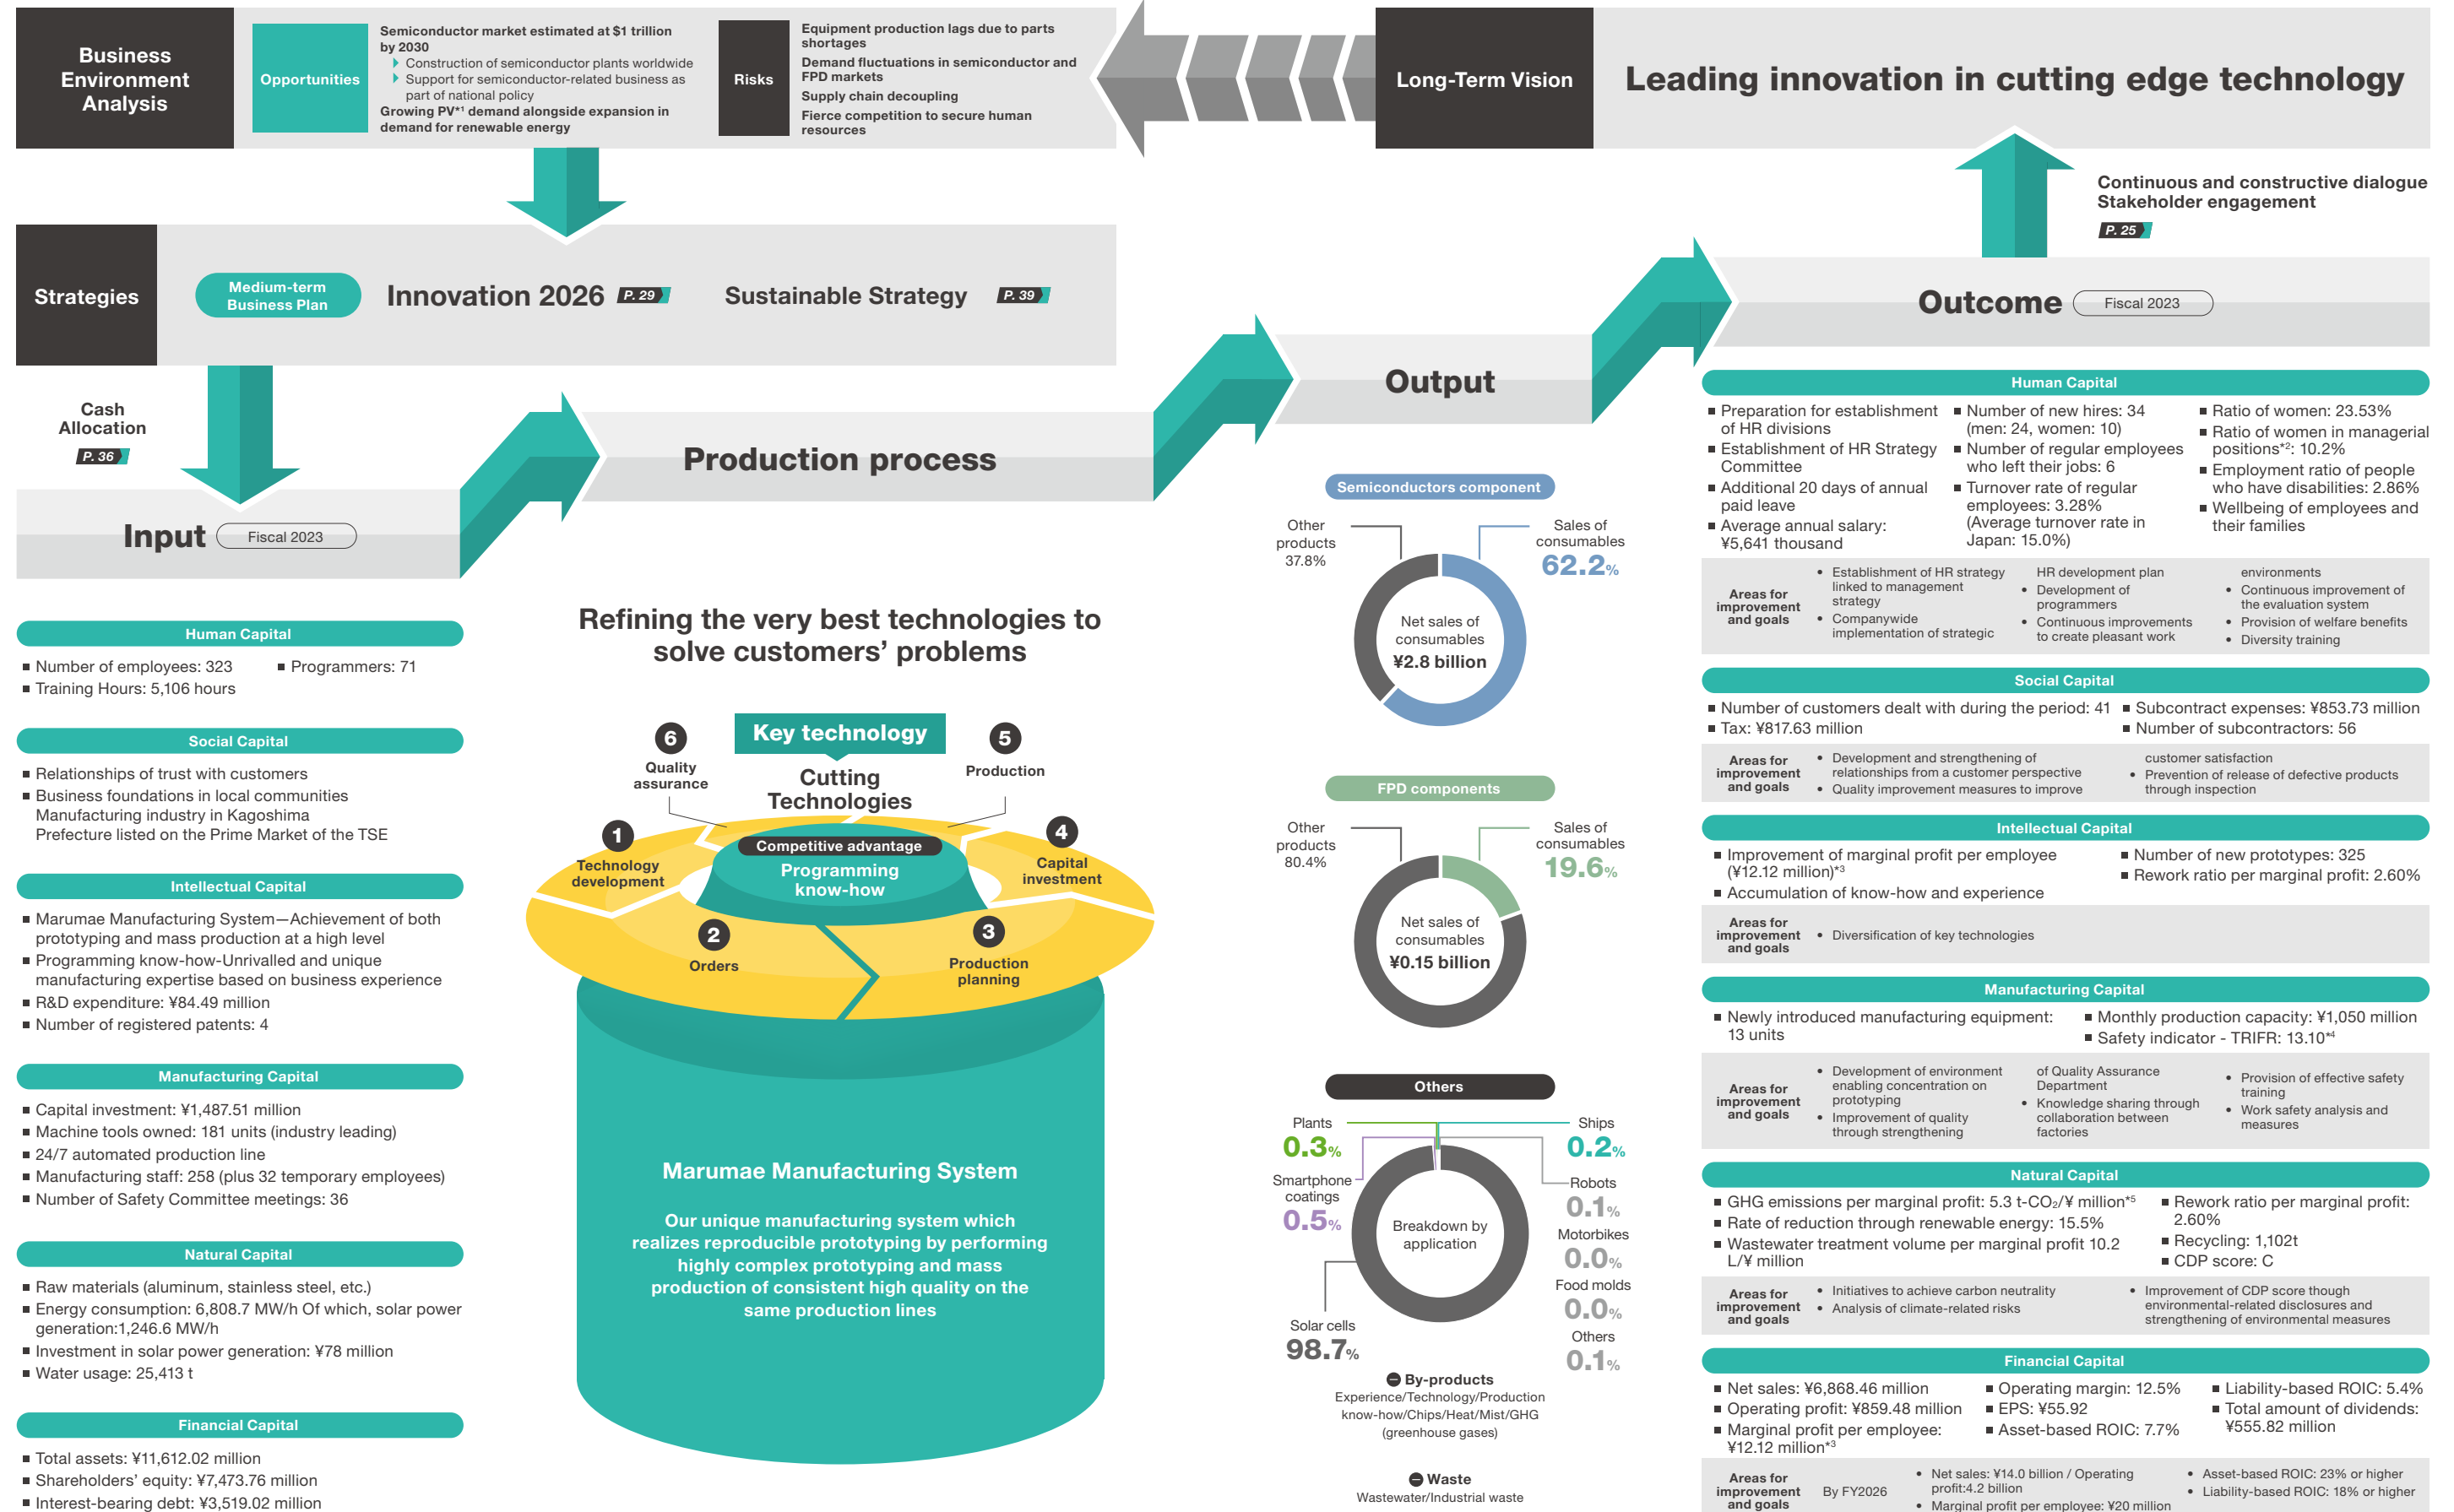 Business
Environment
Analysis
Opportunities
Semiconductor market estimated at $1 trillion
by 2030
Construction of semiconductor plants worldwide
Support for semiconductor-related business as
part of national policy
Growing PV*1 demand alongside expansion in
demand for renewable energy
Risks
Equipment production lags due to parts
shortages
Demand fluctuations in semiconductor and
FPD markets
Supply chain decoupling
Fierce competition to secure human
resources
Long-Term Vision
Leading innovation in cutting edge technology
Continuous and constructive dialogue
Stakeholder engagement
P. 25
Strategies
Medium-term
Business Plan
Innovation 2026
P. 29
Sustainable Strategy
P. 39
Cash
Allocation
P. 36
Input
Fiscal 2023
Human Capital
■ Number of employees: 323
■ Programmers: 71
■ Training Hours: 5,106 hours
Social Capital
■ Relationships of trust with customers
■ Business foundations in local communities
Manufacturing industry in Kagoshima
Prefecture listed on the Prime Market of the TSE
Intellectual Capital
■ Marumae Manufacturing System—Achievement of both
prototyping and mass production at a high level
■ Programming know-how-Unrivalled and unique
manufacturing expertise based on business experience
■ R&D expenditure: ¥84.49 million
■ Number of registered patents: 4
Manufacturing Capital
■ Capital investment: ¥1,487.51 million
■ Machine tools owned: 181 units (industry leading)
■ 24/7 automated production line
■ Manufacturing staff: 258 (plus 32 temporary employees)
■ Number of Safety Committee meetings: 36
Natural Capital
■ Raw materials (aluminum, stainless steel, etc.)
■ Energy consumption: 6,808.7 MW/h Of which, solar power
generation:1,246.6 MW/h
■ Investment in solar power generation: ¥78 million
■ Water usage: 25,413 t
Financial Capital
■ Total assets: ¥11,612.02 million
■ Shareholders' equity: ¥7,473.76 million
■ Interest-bearing debt: ¥3,519.02 million
Production process
Refining the very best technologies to
solve customers' problems
Key technology
Cutting
Technologies
Competitive advantage
Programming
know-how
1
Technology
development
2
Orders
3
Production
planning
4
Capital
investment
5
Production
6
Quality
assurance
Marumae Manufacturing System
Our unique manufacturing system which
realizes reproducible prototyping by performing
highly complex prototyping and mass
production of consistent high quality on the
same production lines
Output
Semiconductors component
Other
products
37.8%
Sales of
consumables
62.2%
Net sales of
consumables
¥2.8 billion
FPD components
Other
products
80.4%
Sales of
consumables
19.6%
Net sales of
consumables
¥0.15 billion
Others
Plants
0.3%
Smartphone
coatings
0.5%
Solar cells
98.7%
Breakdown by
application
Ships
0.2%
Robots
0.1%
Motorbikes
0.0%
Food molds
0.0%
Others
0.1%
By-products
Experience/Technology/Production
know-how/Chips/Heat/Mist/GHG
(greenhouse gases)
Waste
Wastewater/Industrial waste
Outcome
Fiscal 2023
Human Capital
■ Preparation for establishment
of HR divisions
■ Establishment of HR Strategy
Committee
■ Additional 20 days of annual
paid leave
■ Average annual salary:
¥5,641 thousand
■ Number of new hires: 34
(men: 24, women: 10)
■ Number of regular employees
who left their jobs: 6
■ Turnover rate of regular
employees: 3.28%
(Average turnover rate in
Japan: 15.0%)
■ Ratio of women: 23.53%
■ Ratio of women in managerial
positions*2: 10.2%
■ Employment ratio of people
who have disabilities: 2.86%
■ Wellbeing of employees and
their families
Areas for
improvement
and goals
• Establishment of HR strategy
linked to management
strategy
• Companywide
implementation of strategic
HR development plan
• Development of
programmers
• Continuous improvements
to create pleasant work
environments
• Continuous improvement of
the evaluation system
• Provision of welfare benefits
• Diversity training
Social Capital
■ Number of customers dealt with during the period: 41
■ Tax: ¥817.63 million
■ Subcontract expenses: ¥853.73 million
■ Number of subcontractors: 56
Areas for
improvement
and goals
• Development and strengthening of
relationships from a customer perspective
• Quality improvement measures to improve
customer satisfaction
• Prevention of release of defective products
through inspection
Intellectual Capital
■ Improvement of marginal profit per employee
(¥12.12 million)*3
■ Accumulation of know-how and experience
■ Number of new prototypes: 325
■ Rework ratio per marginal profit: 2.60%
Areas for
improvement
and goals
• Diversification of key technologies
Manufacturing Capital
■ Newly introduced manufacturing equipment:
13 units
■ Monthly production capacity: ¥1,050 million
■ Safety indicator - TRIFR: 13.10*4
Areas for
improvement
and goals
• Development of environment
enabling concentration on
prototyping
• Improvement of quality
through strengthening
of Quality Assurance
Department
• Knowledge sharing through
collaboration between
factories
• Provision of effective safety
training
• Work safety analysis and
measures
Natural Capital
■ GHG emissions per marginal profit: 5.3 t-CO₂/¥ million*5
■ Rate of reduction through renewable energy: 15.5%
■ Wastewater treatment volume per marginal profit 10.2
L/¥ million
■ Rework ratio per marginal profit:
2.60%
■ Recycling: 1,102t
■ CDP score: C
Areas for
improvement
and goals
• Initiatives to achieve carbon neutrality
• Analysis of climate-related risks
• Improvement of CDP score though
environmental-related disclosures and
strengthening of environmental measures
Financial Capital
■ Net sales: ¥6,868.46 million
■ Operating profit: ¥859.48 million
■ Marginal profit per employee:
¥12.12 million*3
■ Operating margin: 12.5%
■ EPS: ¥55.92
■ Asset-based ROIC: 7.7%
■ Liability-based ROIC: 5.4%
■ Total amount of dividends:
¥555.82 million
Areas for
improvement
and goals
By FY2026
• Net sales: ¥14.0 billion / Operating
profit:4.2 billion
• Marginal profit per employee: ¥20 million
• Asset-based ROIC: 23% or higher
• Liability-based ROIC: 18% or higher